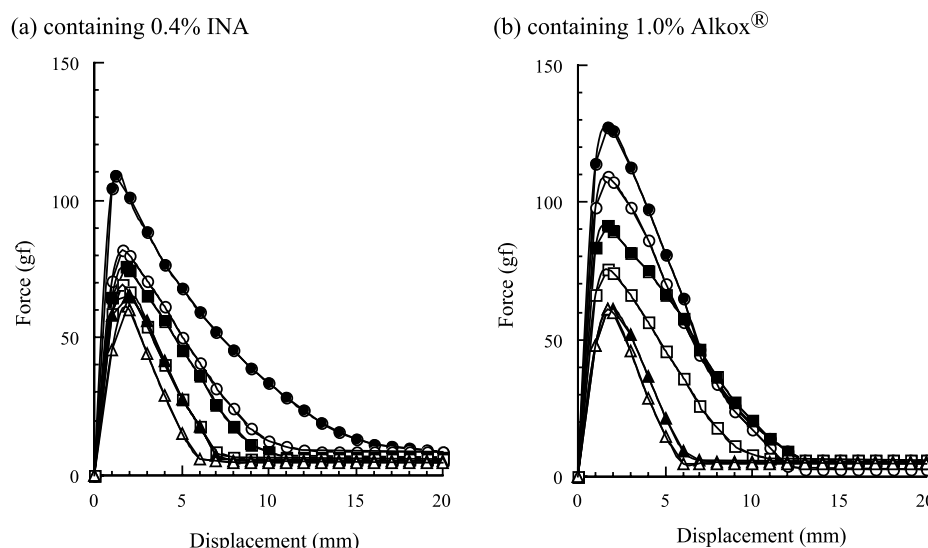 (a) containing 0.4% INA
(b) containing 1.0% Alkox®
150
100
50
0
Force (gf)
0 5 10 15 20
Displacement (mm)
150
100
50
0
Force (gf)
0 5 10 15 20
Displacement (mm)